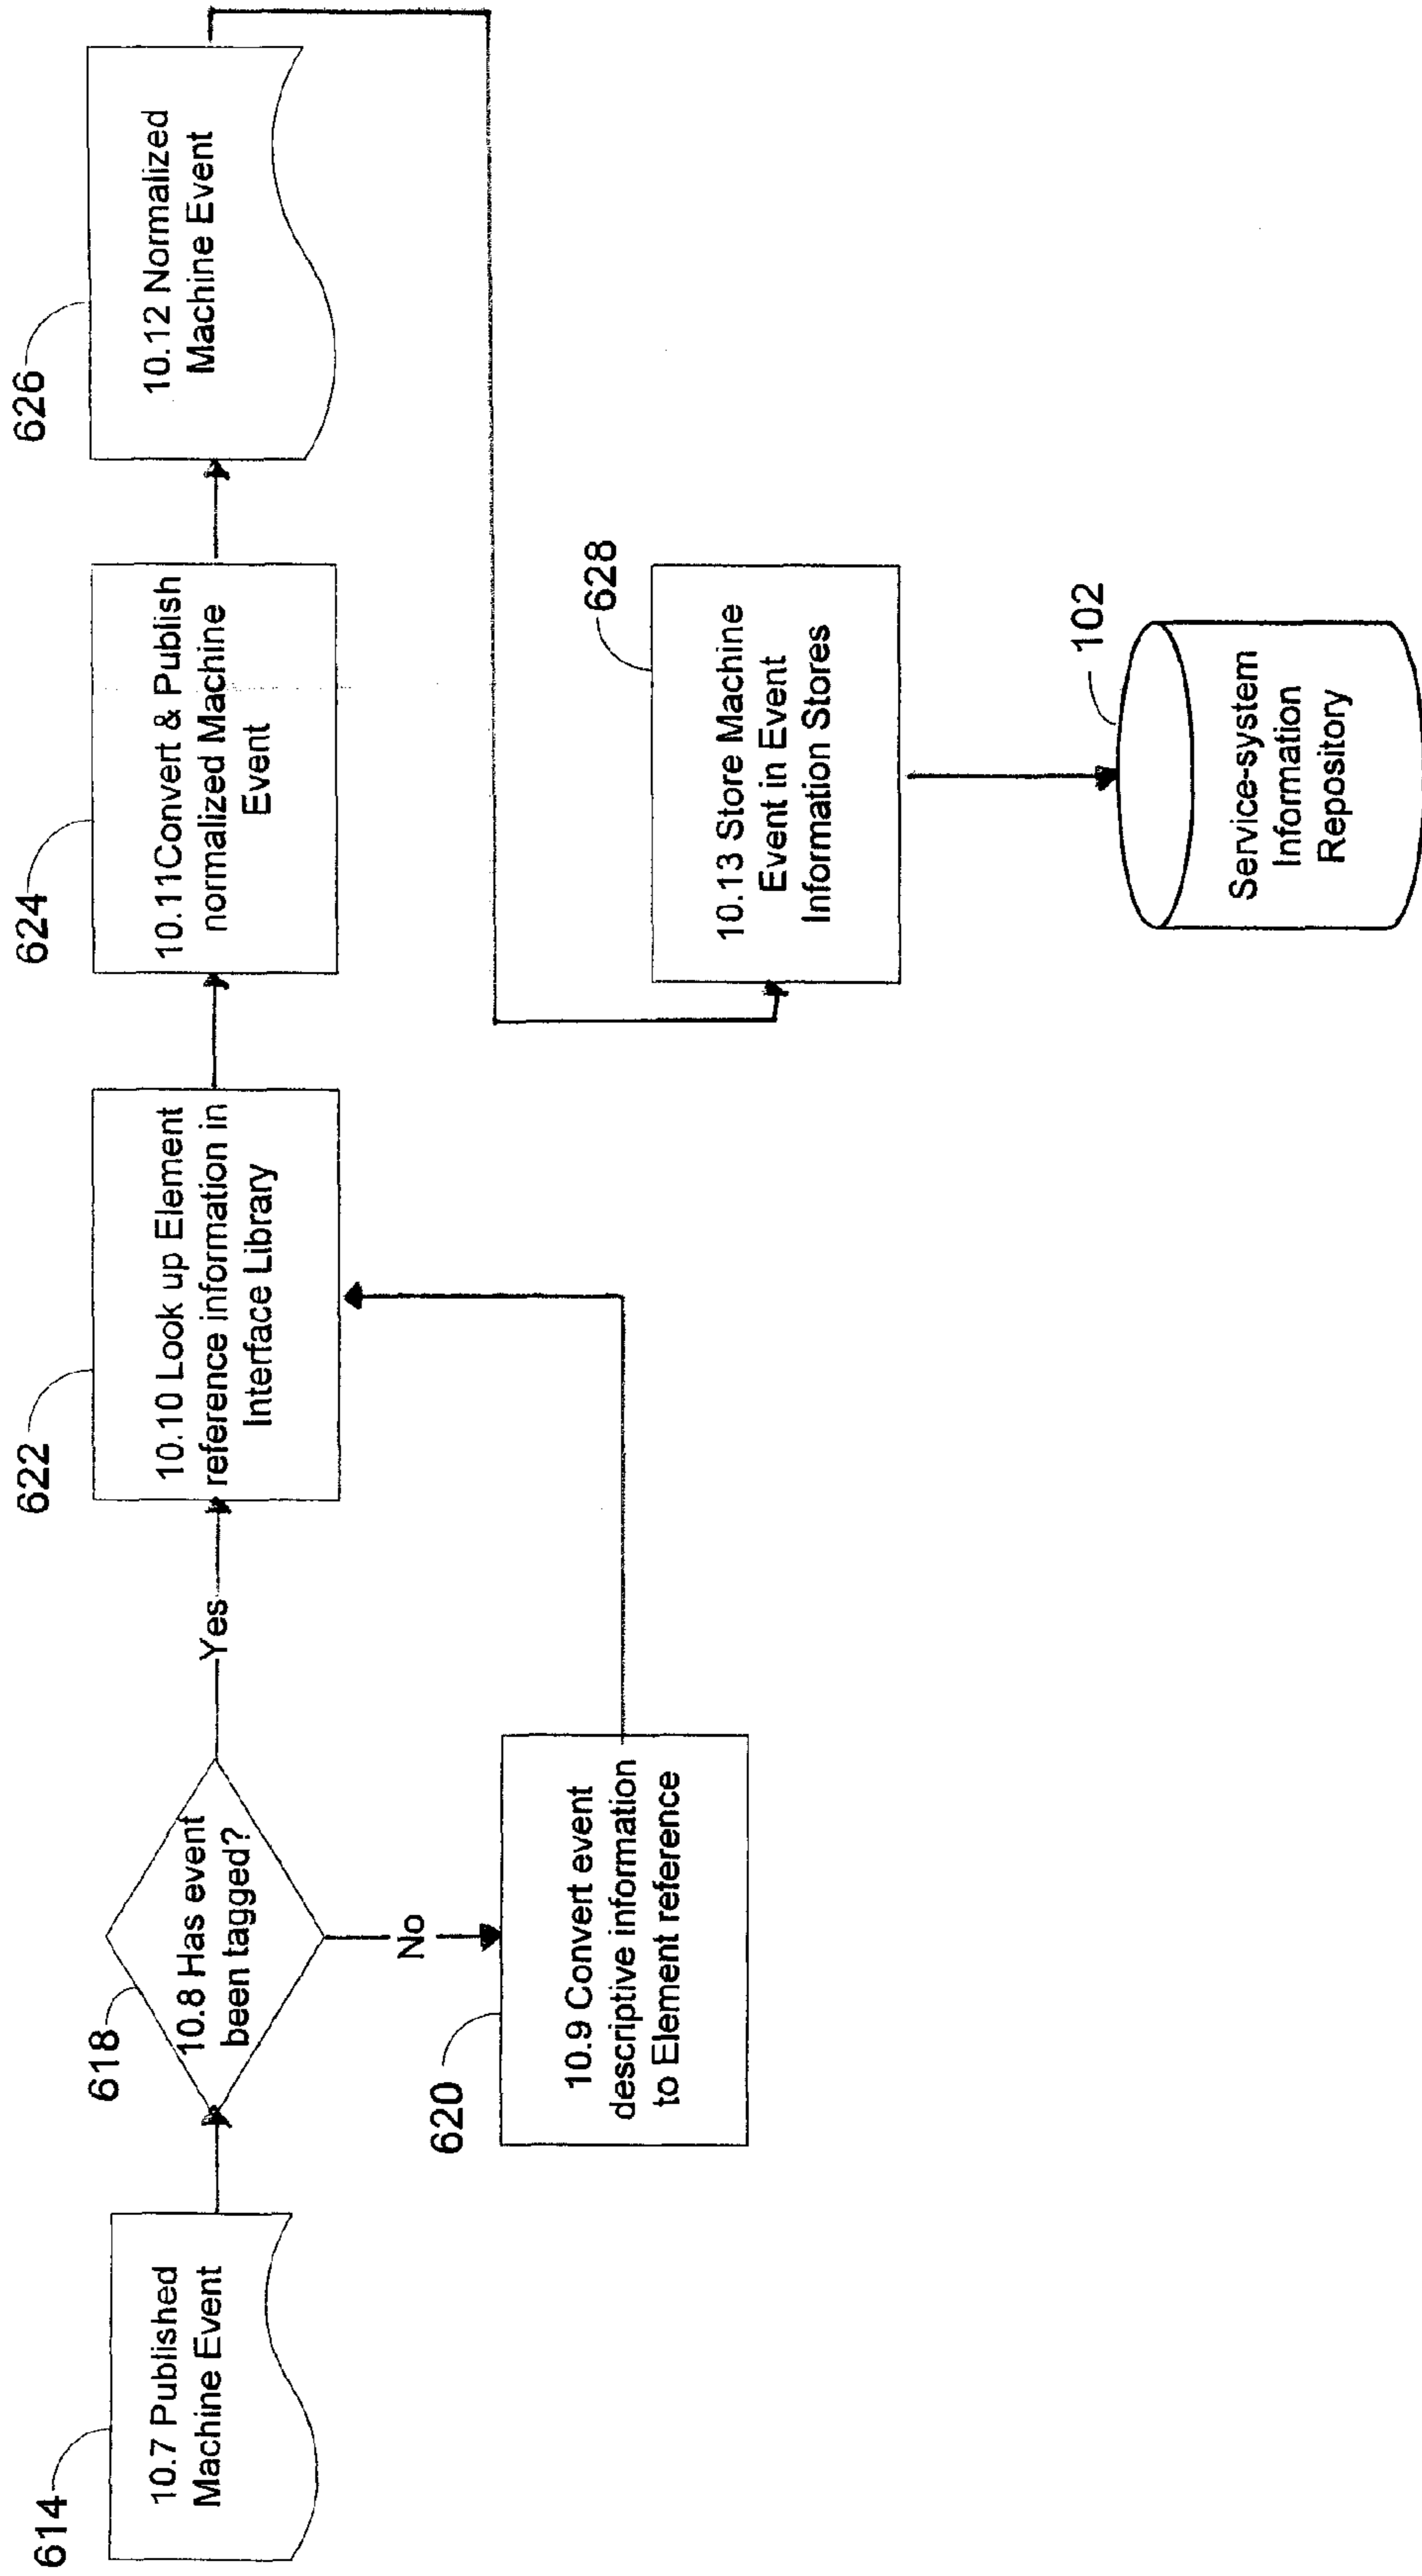 614
10.7 Published
Machine Event
618
10.8 Has event
been tagged?
Yes
No
620
10.9 Convert event
descriptive information
to Element reference
622
10.10 Look up Element
reference information in
Interface Library
624
10.11Convert & Publish
normalized Machine
Event
626
10.12 Normalized
Machine Event
628
10.13 Store Machine
Event in Event
Information Stores
102
Service-system
Information
Repository